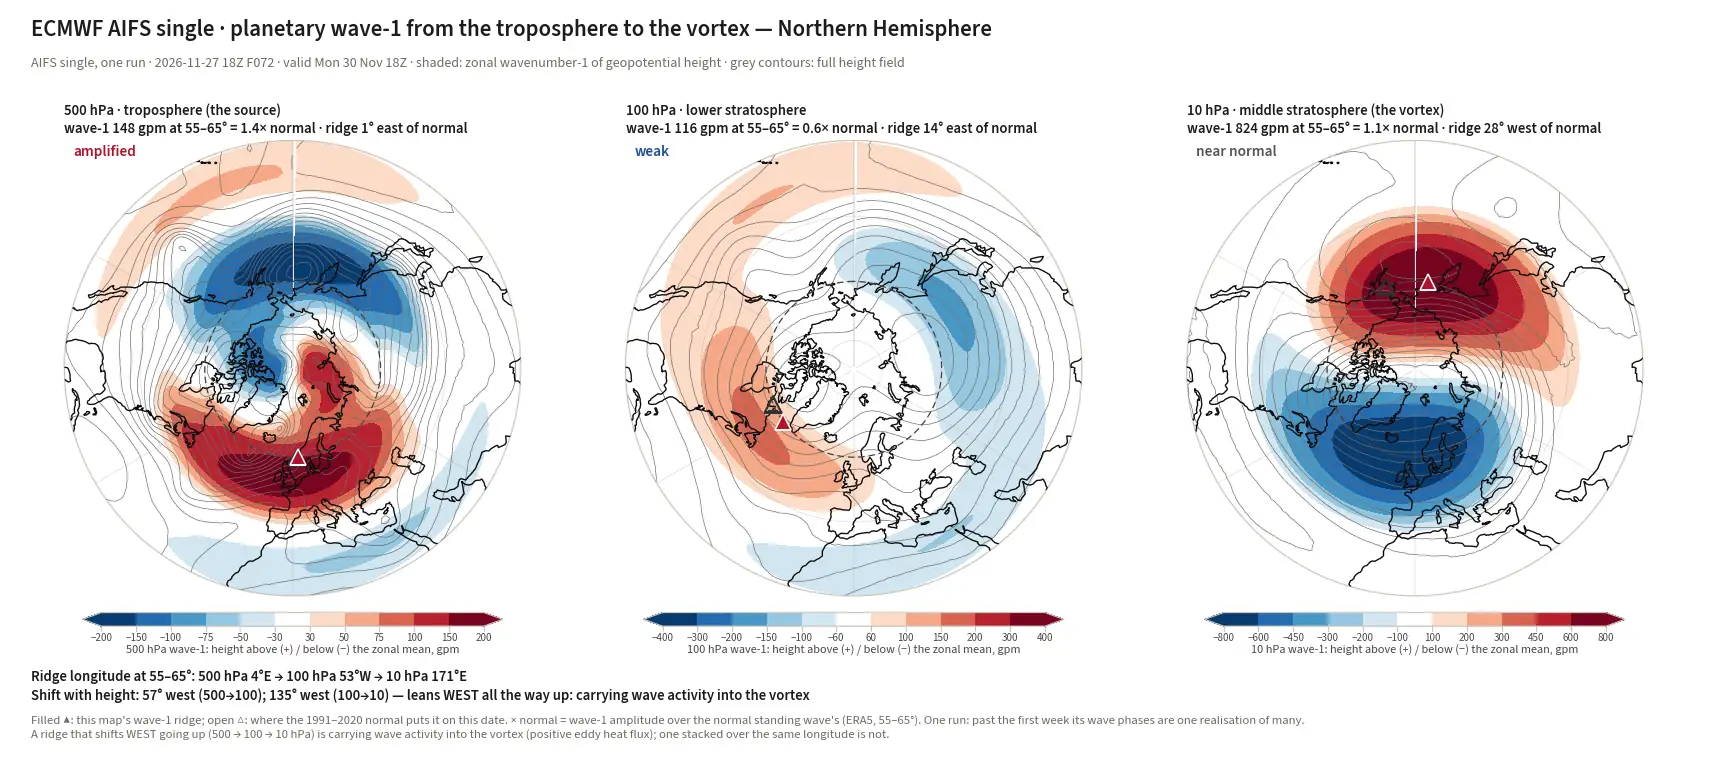 ECMWF AIFS single · planetary wave-1 from the troposphere to the vortex — Northern Hemisphere
AIFS single, one run · 2026-11-27 18Z F072 · valid Mon 30 Nov 18Z · shaded: zonal wavenumber-1 of geopotential height · grey contours: full height field
500 hPa · troposphere (the source)
wave-1 148 gpm at 55–65° = 1.4× normal · ridge 1° east of normal
amplified
100 hPa · lower stratosphere
wave-1 116 gpm at 55–65° = 0.6× normal · ridge 14° east of normal
weak
10 hPa · middle stratosphere (the vortex)
wave-1 824 gpm at 55–65° = 1.1× normal · ridge 28° west of normal
near normal
−200 −150 −100 −75 −50 −30 30 50 75 100 150 200
500 hPa wave-1: height above (+) / below (−) the zonal mean, gpm
−400 −300 −200 −150 −100 −60 60 100 150 200 300 400
100 hPa wave-1: height above (+) / below (−) the zonal mean, gpm
−800 −600 −450 −300 −200 −100 100 200 300 450 600 800
10 hPa wave-1: height above (+) / below (−) the zonal mean, gpm
Ridge longitude at 55–65°: 500 hPa 4°E → 100 hPa 53°W → 10 hPa 171°E
Shift with height: 57° west (500→100); 135° west (100→10) — leans WEST all the way up: carrying wave activity into the vortex
Filled ▲: this map's wave-1 ridge; open △: where the 1991–2020 normal puts it on this date. × normal = wave-1 amplitude over the normal standing wave's (ERA5, 55–65°). One run: past the first week its wave phases are one realisation of many.
A ridge that shifts WEST going up (500 → 100 → 10 hPa) is carrying wave activity into the vortex (positive eddy heat flux); one stacked over the same longitude is not.